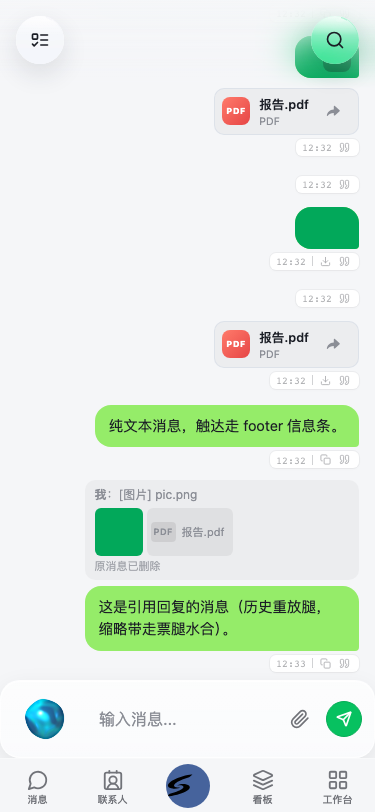 PDF 报告.pdf
PDF
12:32
12:32
12:32
12:32
PDF 报告.pdf
PDF
12:32
纯文本消息，触达走 footer 信息条。
12:32
我：[图片] pic.png
PDF 报告.pdf
原消息已删除
这是引用回复的消息（历史重放腿，
缩略带走票腿水合）。
12:33
输入消息...
消息 联系人 看板 工作台